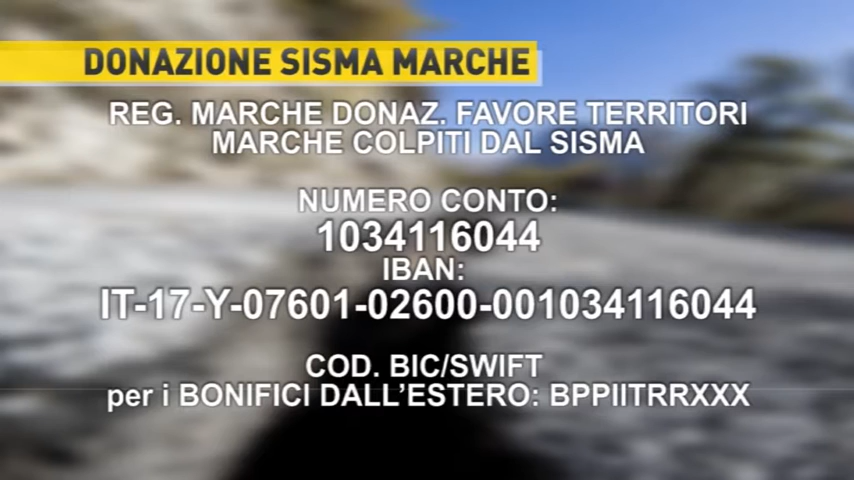 DONAZIONE SISMA MARCHE
REG. MARCHE DONAZ. FAVORE TERRITORI
MARCHE COLPITI DAL SISMA
NUMERO CONTO:
1034116044
IBAN:
IT-17-Y-07601-02600-001034116044
COD. BIC/SWIFT
per i BONIFICI DALL'ESTERO: BPPIITRRXXX